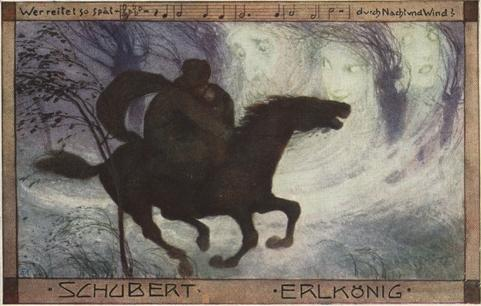 Wer reitet so spät durch Nacht und Wind?
· SCHUBERT · · ERLKÖNIG ·